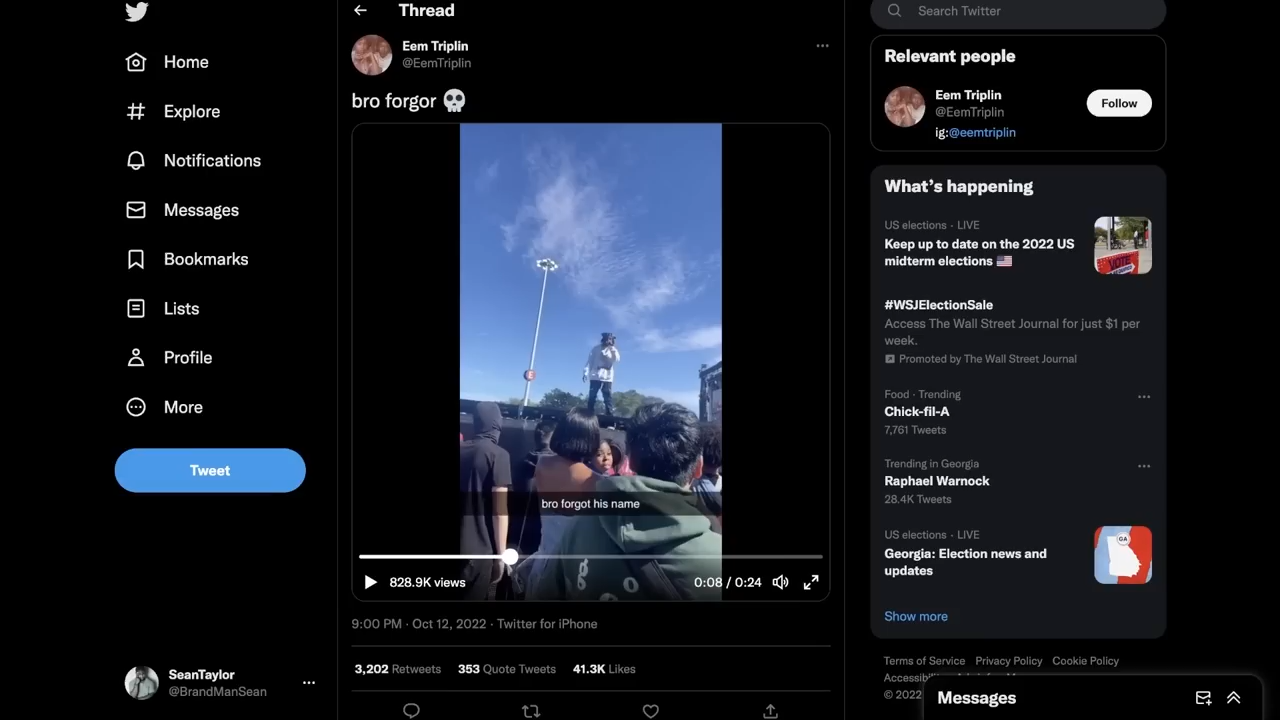 Thread
Search Twitter
Home
Explore
Notifications
Messages
Bookmarks
Lists
Profile
More
Tweet
SeanTaylor
@BrandManSean
Eem Triplin
@EemTriplin
bro forgor 💀
bro forgot his name
828.9K views
0:08 / 0:24
9:00 PM · Oct 12, 2022 · Twitter for iPhone
3,202 Retweets 353 Quote Tweets 41.3K Likes
Relevant people
Eem Triplin
@EemTriplin
Follow
ig:@eemtriplin
What's happening
US elections · LIVE
Keep up to date on the 2022 US
midterm elections 🇺🇸
VOTE
#WSJElectionSale
Access The Wall Street Journal for just $1 per
week.
Promoted by The Wall Street Journal
Food · Trending
Chick-fil-A
7,761 Tweets
Trending in Georgia
Raphael Warnock
28.4K Tweets
US elections · LIVE
Georgia: Election news and
updates
GA
Show more
Terms of Service Privacy Policy Cookie Policy
© 2022
Messages